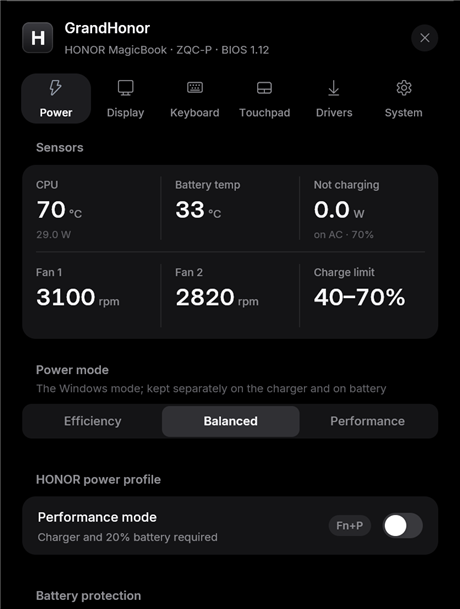 H
GrandHonor
HONOR MagicBook · ZQC-P · BIOS 1.12
Power Display Keyboard Touchpad Drivers System
Sensors
CPU Battery temp Not charging
70 °C 33 °C 0.0 W
29.0 W on AC · 70%
Fan 1 Fan 2 Charge limit
3100 rpm 2820 rpm 40–70%
Power mode
The Windows mode; kept separately on the charger and on battery
Efficiency Balanced Performance
HONOR power profile
Performance mode
Fn+P
Charger and 20% battery required
Battery protection